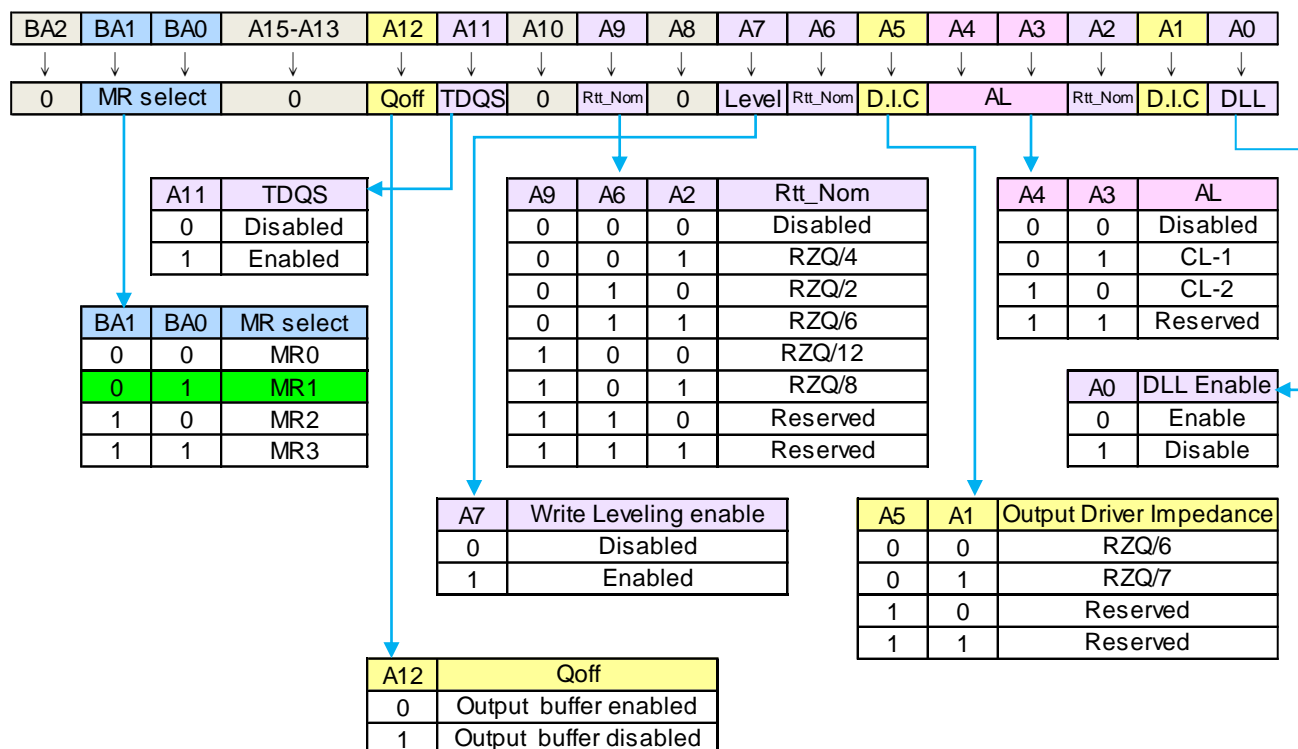 BA2 BA1 BA0 A15-A13 A12 A11 A10 A9 A8 A7 A6 A5 A4 A3 A2 A1 A0
0 MR select 0 Qoff TDQS 0 Rtt_Nom 0 Level Rtt_Nom D.I.C AL Rtt_Nom D.I.C DLL
A11 TDQS
0 Disabled
1 Enabled
BA1 BA0 MR select
0 0 MR0
0 1 MR1
1 0 MR2
1 1 MR3
A9 A6 A2 Rtt_Nom
0 0 0 Disabled
0 0 1 RZQ/4
0 1 0 RZQ/2
0 1 1 RZQ/6
1 0 0 RZQ/12
1 0 1 RZQ/8
1 1 0 Reserved
1 1 1 Reserved
A4 A3 AL
0 0 Disabled
0 1 CL-1
1 0 CL-2
1 1 Reserved
A0 DLL Enable
0 Enable
1 Disable
A7 Write Leveling enable
0 Disabled
1 Enabled
A5 A1 Output Driver Impedance
0 0 RZQ/6
0 1 RZQ/7
1 0 Reserved
1 1 Reserved
A12 Qoff
0 Output buffer enabled
1 Output buffer disabled